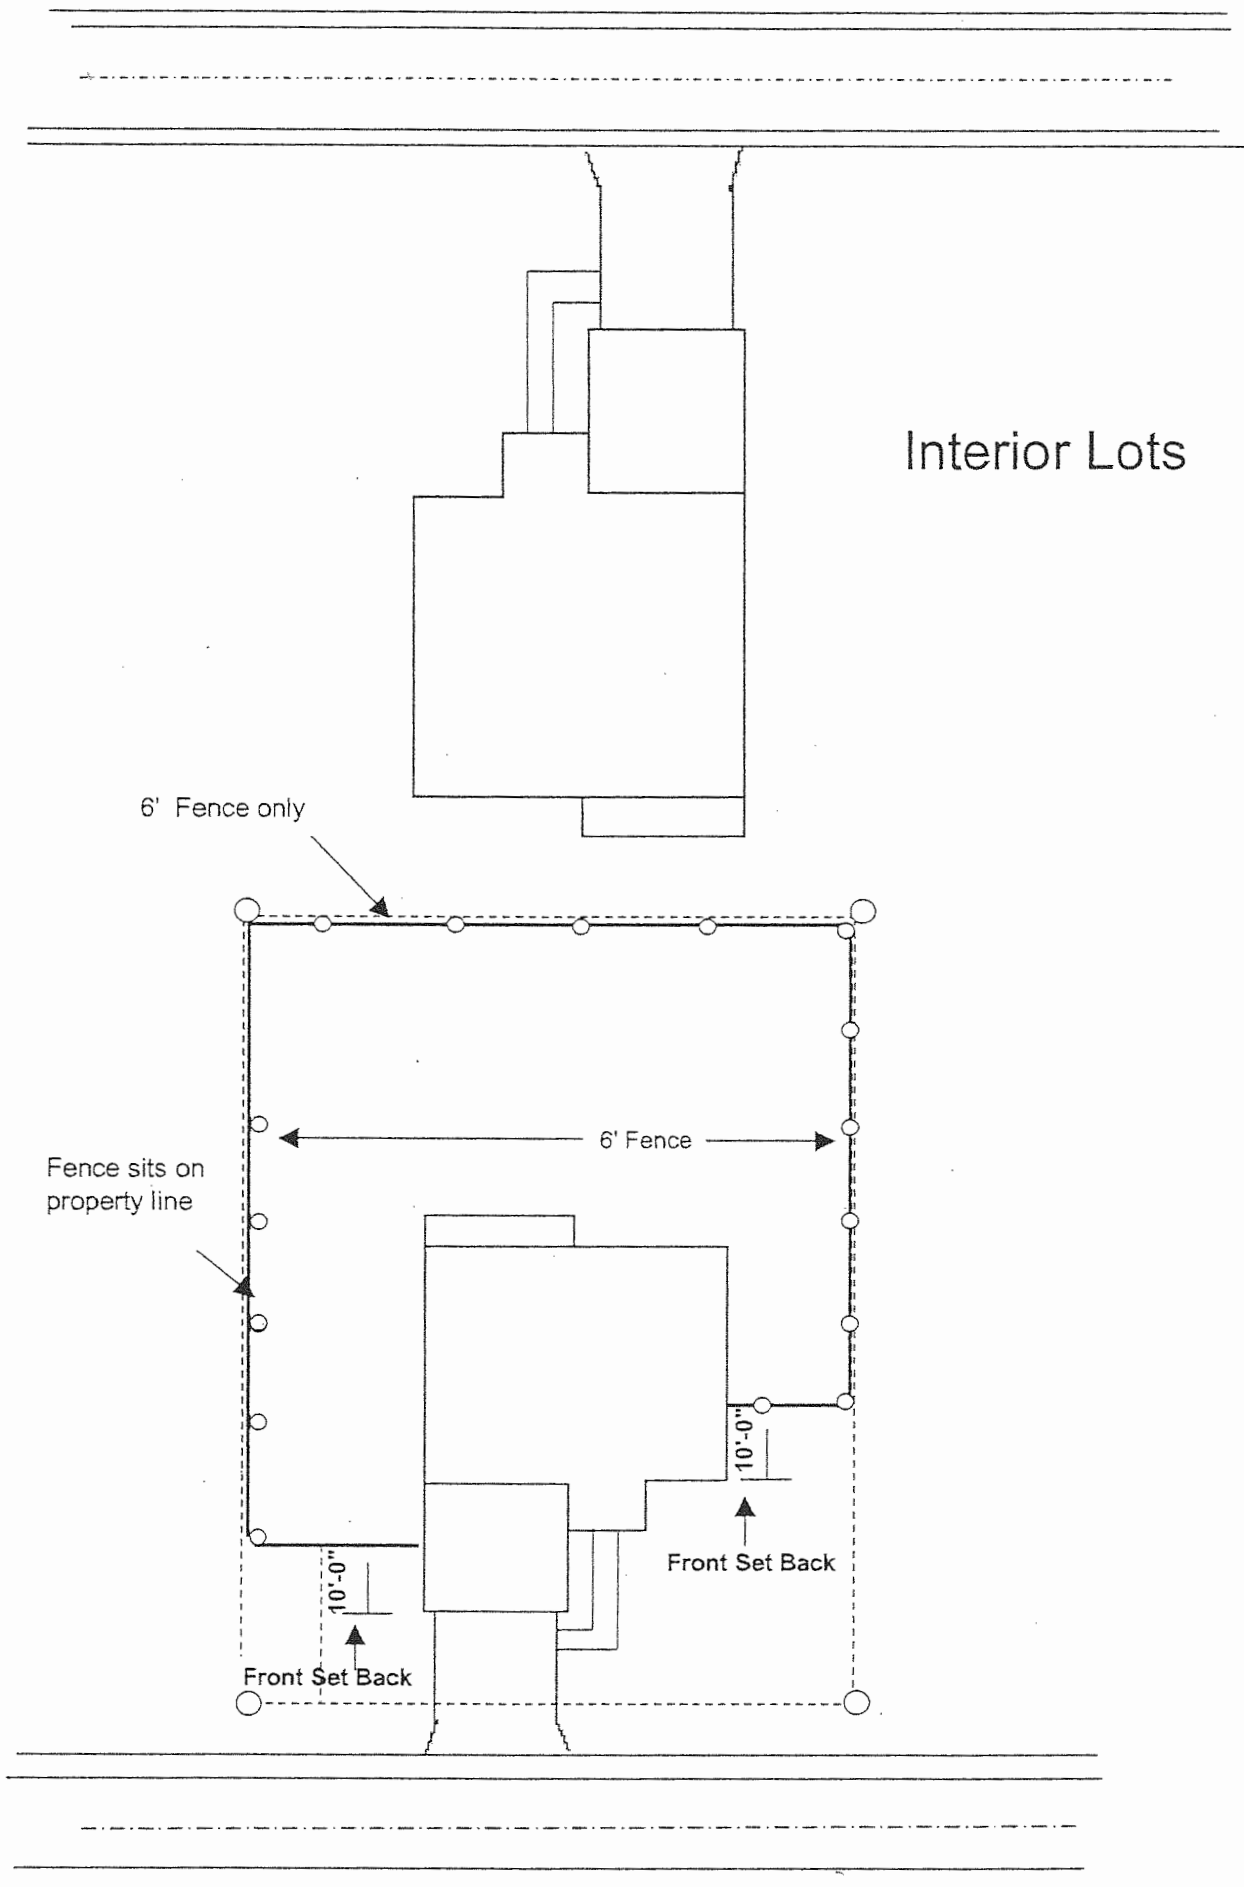 Interior Lots
6' Fence only
6' Fence
Fence sits on
property line
10'-0"
Front Set Back
10'-0"
Front Set Back